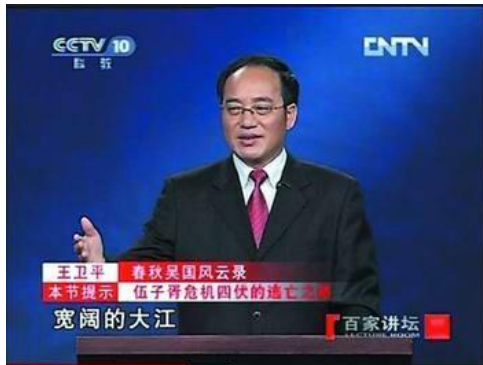 CCTV 10
科教
CNTV
王卫平 春秋吴国风云录
本节提示 伍子胥危机四伏的逃亡之
宽阔的大江
百家讲坛
LECTURE ROOM